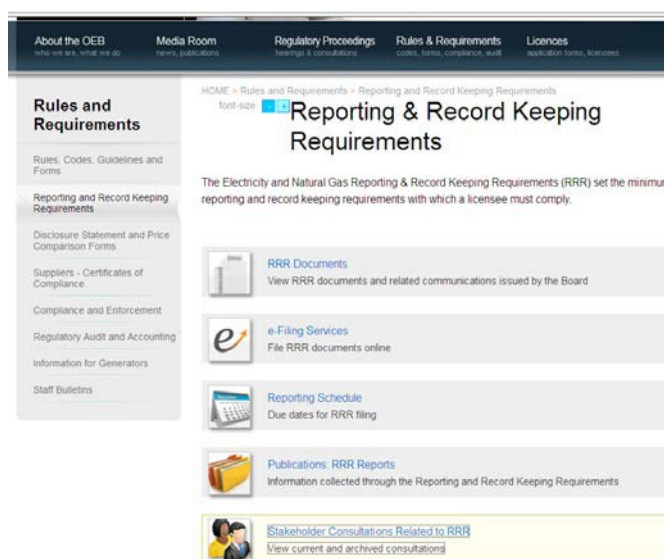 About the OEB
who we are, what we do
Media Room
news, publications
Regulatory Proceedings
hearings & consultations
Rules & Requirements
codes, forms, compliance, audit
Licences
application forms, licensees
Rules and
Requirements
Rules, Codes, Guidelines and
Forms
Reporting and Record Keeping
Requirements
Disclosure Statement and Price
Comparison Forms
Suppliers - Certificates of
Compliance
Compliance and Enforcement
Regulatory Audit and Accounting
Information for Generators
Staff Bulletins
HOME > Rules and Requirements > Reporting and Record Keeping Requirements
font-size: - +
Reporting & Record Keeping
Requirements
The Electricity and Natural Gas Reporting & Record Keeping Requirements (RRR) set the minimu
reporting and record keeping requirements with which a licensee must comply.
RRR Documents
View RRR documents and related communications issued by the Board
e-Filing Services
File RRR documents online
Reporting Schedule
Due dates for RRR filing
Publications: RRR Reports
Information collected through the Reporting and Record Keeping Requirements
Stakeholder Consultations Related to RRR
View current and archived consultations